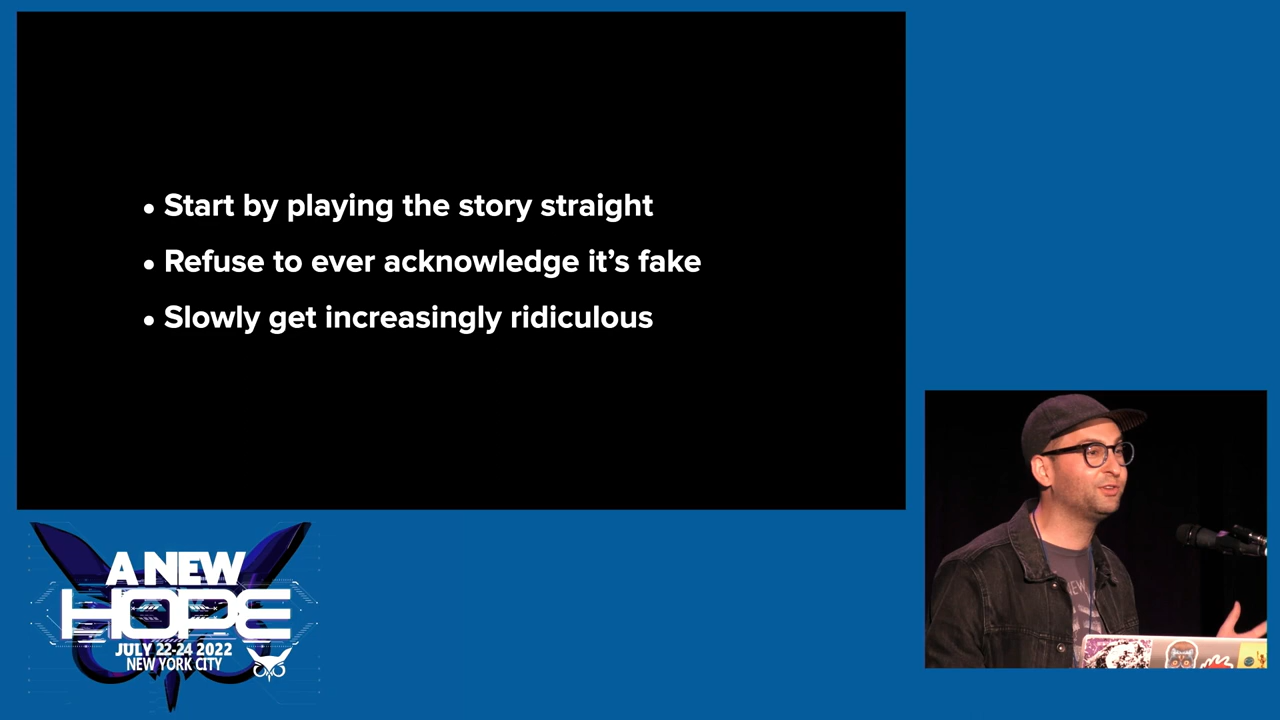 • Start by playing the story straight
• Refuse to ever acknowledge it’s fake
• Slowly get increasingly ridiculous
A NEW
HOPE
JULY 22-24 2022
NEW YORK CITY
NEW